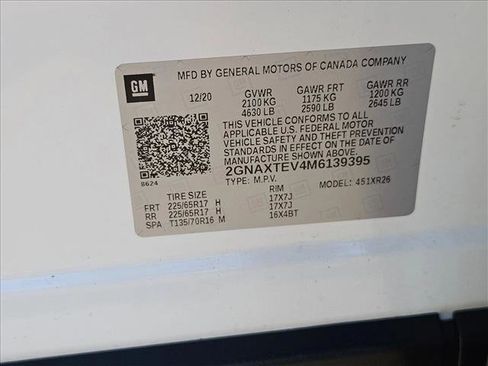 GM
MFD BY GENERAL MOTORS OF CANADA COMPANY
12/20 GVWR GAWR FRT GAWR RR
2100 KG 1175 KG 1200 KG
4630 LB 2590 LB 2645 LB
THIS VEHICLE CONFORMS TO ALL
APPLICABLE U.S. FEDERAL MOTOR
VEHICLE SAFETY AND THEFT PREVENTION
STANDARDS IN EFFECT ON THE DATE OF
MANUFACTURE SHOWN ABOVE.
2GNAXTEV4M6139395
8624 TYPE: M.P.V. MODEL: 4S1XR26
TIRE SIZE RIM
FRT 225/65R17 H 17X7J
RR 225/65R17 H 17X7J
SPA T135/70R16 M 16X4BT